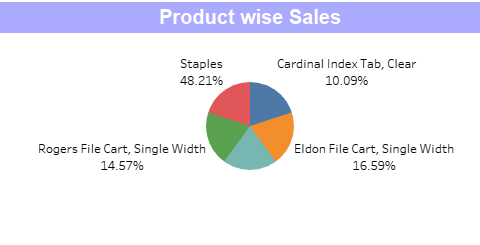 Product wise Sales
Staples
48.21%
Cardinal Index Tab, Clear
10.09%
Rogers File Cart, Single Width
14.57%
Eldon File Cart, Single Width
16.59%